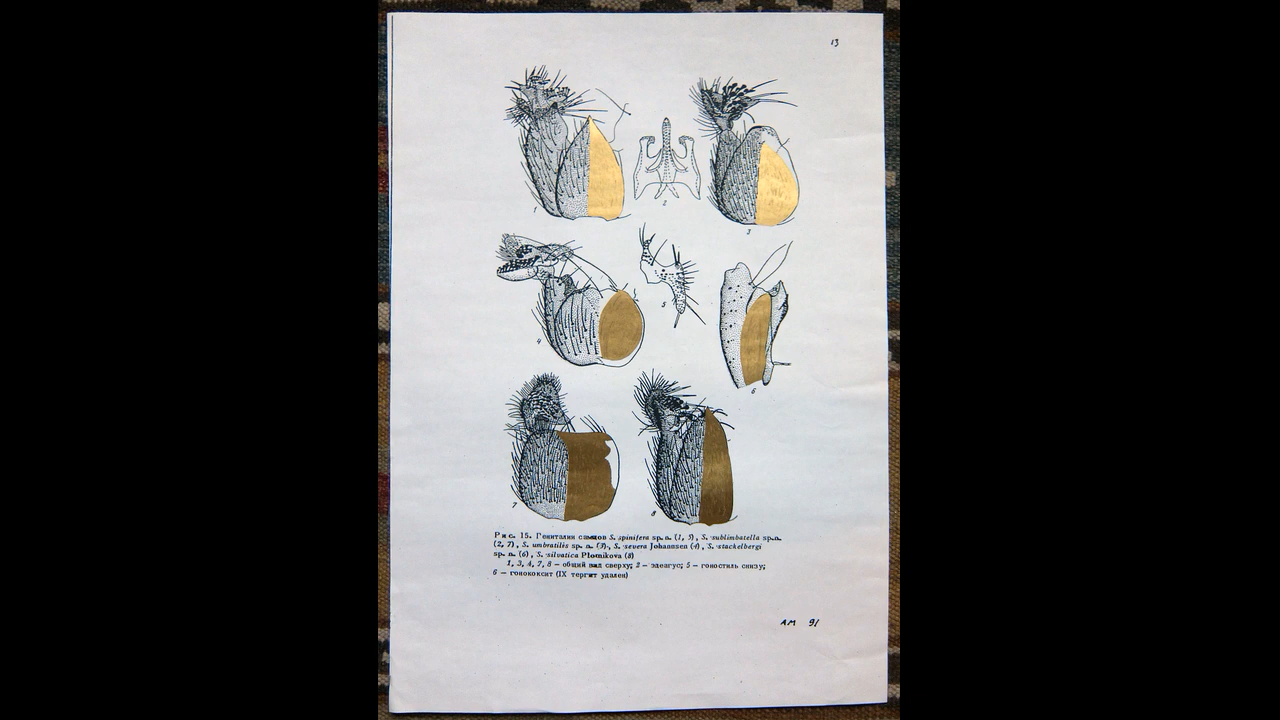 13
1
2
3
4
5
6
7
8
Рис. 15. Гениталии самцов S. spinifera sp. n. (1, 5), S. sublimbatella sp. n.
(2, 7), S. umbratilis sp. n. (3), S. severa Johannsen (4), S. stackelbergi
sp. n. (6), S. silvatica Plotnikova (8)
1, 3, 4, 7, 8 — общий вид сверху; 2 — эдеагус; 5 — гоностиль снизу;
6 — гонококсит (IX тергит удален)
АМ 91